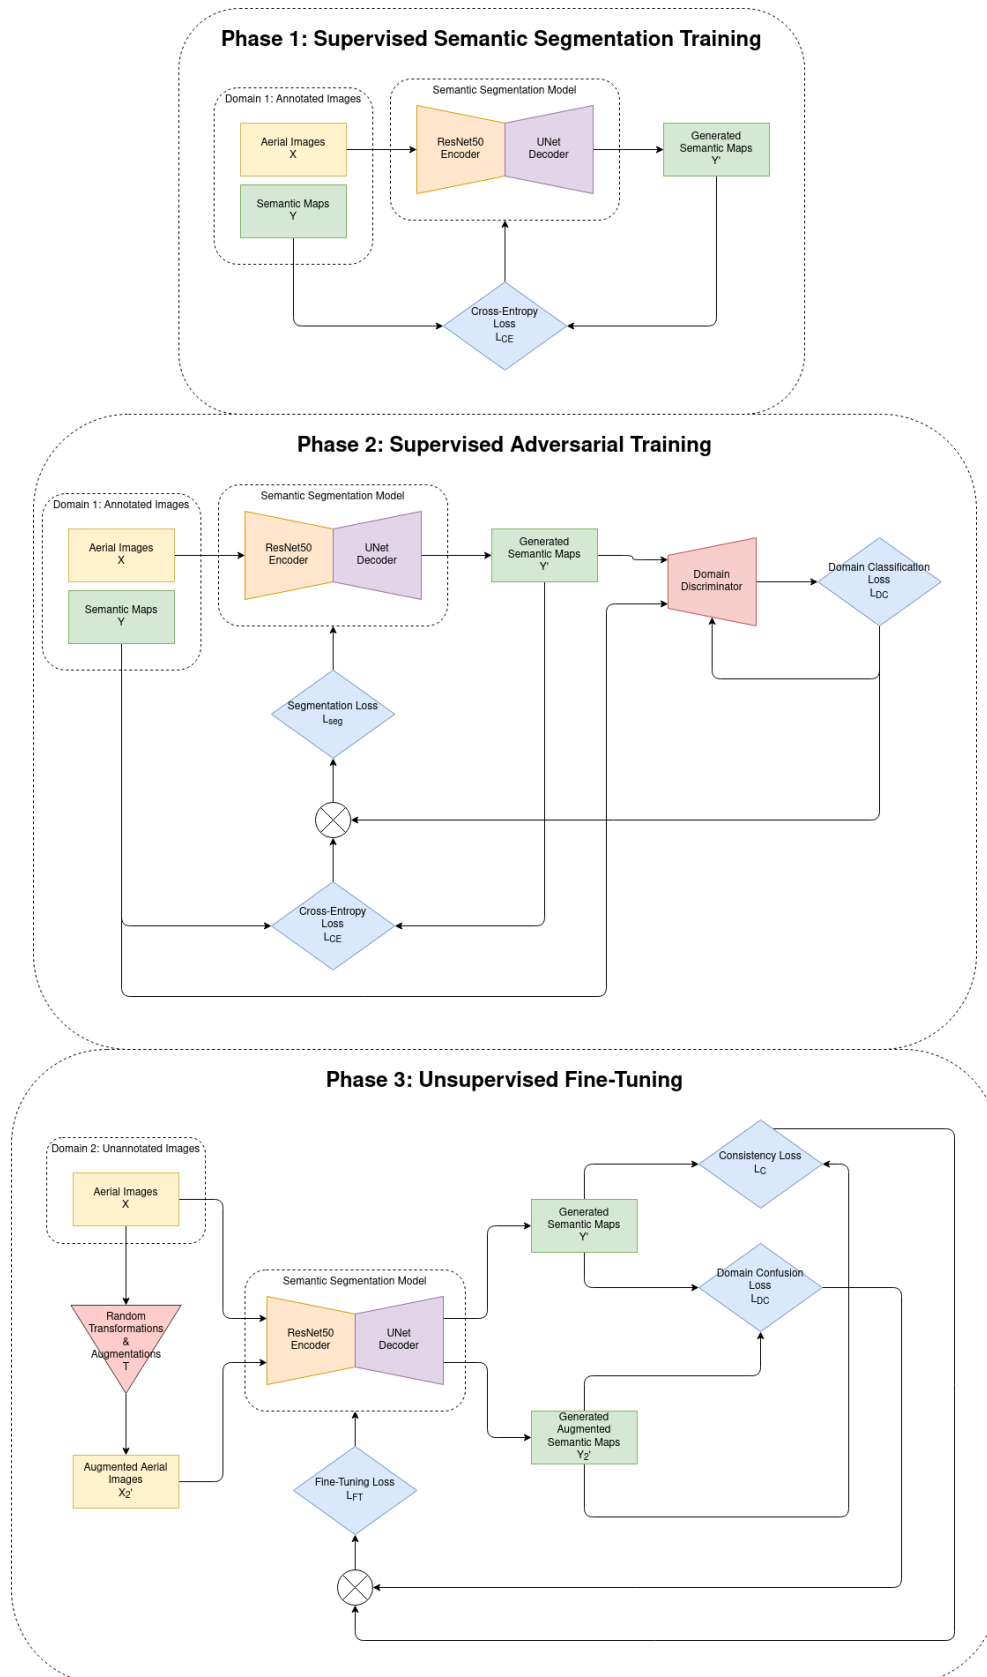 Phase 1: Supervised Semantic Segmentation Training
Domain 1: Annotated Images
Aerial Images
X
Semantic Maps
Y
Semantic Segmentation Model
ResNet50
Encoder
UNet
Decoder
Generated
Semantic Maps
Y'
Cross-Entropy
Loss
LCE
Phase 2: Supervised Adversarial Training
Domain 1: Annotated Images
Aerial Images
X
Semantic Maps
Y
Semantic Segmentation Model
ResNet50
Encoder
UNet
Decoder
Generated
Semantic Maps
Y'
Domain
Discriminator
Domain Classification
Loss
LDC
Segmentation Loss
Lseg
Cross-Entropy
Loss
LCE
Phase 3: Unsupervised Fine-Tuning
Domain 2: Unannotated Images
Aerial Images
X
Random
Transformations
&
Augmentations
T
Augmented Aerial
Images
X2'
Semantic Segmentation Model
ResNet50
Encoder
UNet
Decoder
Generated
Semantic Maps
Y'
Generated
Augmented
Semantic Maps
Y2'
Consistency Loss
LC
Domain Confusion
Loss
LDC
Fine-Tuning Loss
LFT